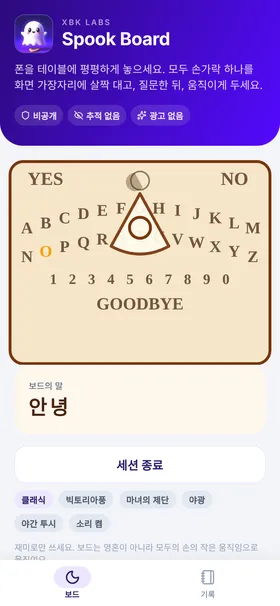 XBK LABS
Spook Board
폰을 테이블에 평평하게 놓으세요. 모두 손가락 하나를
화면 가장자리에 살짝 대고, 질문한 뒤, 움직이게 두세요.
비공개
추적 없음
광고 없음
YES
NO
A B C D E F H I J K L M
N O P Q R V W X Y Z
1 2 3 4 5 6 7 8 9 0
GOODBYE
보드의 말
안녕
세션 종료
클래식
빅토리아풍
마녀의 제단
야광
야간 투시
소리 켬
재미로만 쓰세요. 보드는 영혼이 아니라 모두의 손의 작은 움직임으로
보드
기록